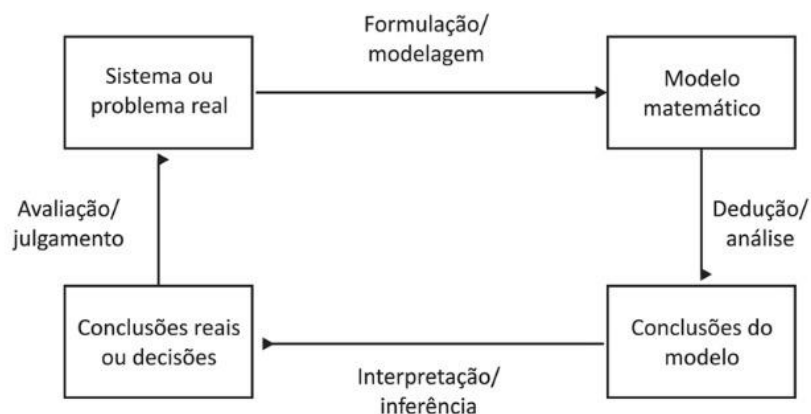 Formulação/
modelagem
Sistema ou
problema real
Modelo
matemático
Avaliação/
julgamento
Dedução/
análise
Conclusões reais
ou decisões
Conclusões do
modelo
Interpretação/
inferência